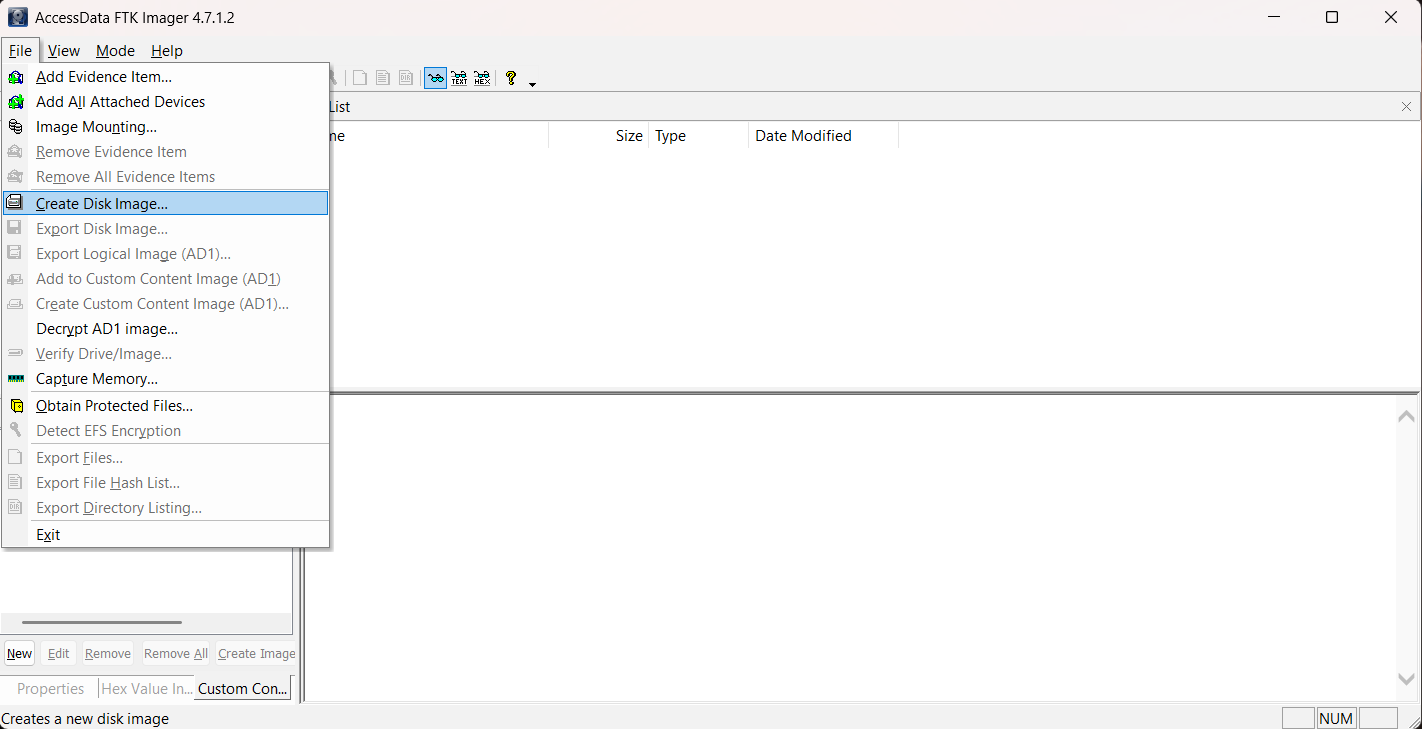 AccessData FTK Imager 4.7.1.2
File View Mode Help
Add Evidence Item...
Add All Attached Devices
Image Mounting...
Remove Evidence Item
Remove All Evidence Items
Create Disk Image...
Export Disk Image...
Export Logical Image (AD1)...
Add to Custom Content Image (AD1)
Create Custom Content Image (AD1)...
Decrypt AD1 image...
Verify Drive/Image...
Capture Memory...
Obtain Protected Files...
Detect EFS Encryption
Export Files...
Export File Hash List...
Export Directory Listing...
Exit
DIR TEXT HEX ?
List
me Size Type Date Modified
New Edit Remove Remove All Create Image
Properties Hex Value In... Custom Con...
Creates a new disk image NUM